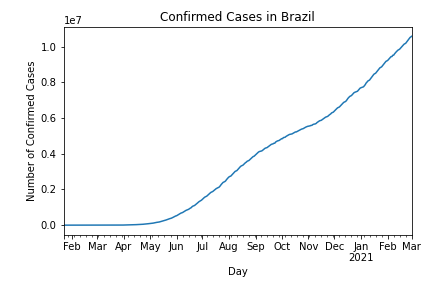 Confirmed Cases in Brazil
1e7
1.0
0.8
0.6
0.4
0.2
0.0
Number of Confirmed Cases
Feb Mar Apr May Jun Jul Aug Sep Oct Nov Dec Jan Feb Mar
2021
Day